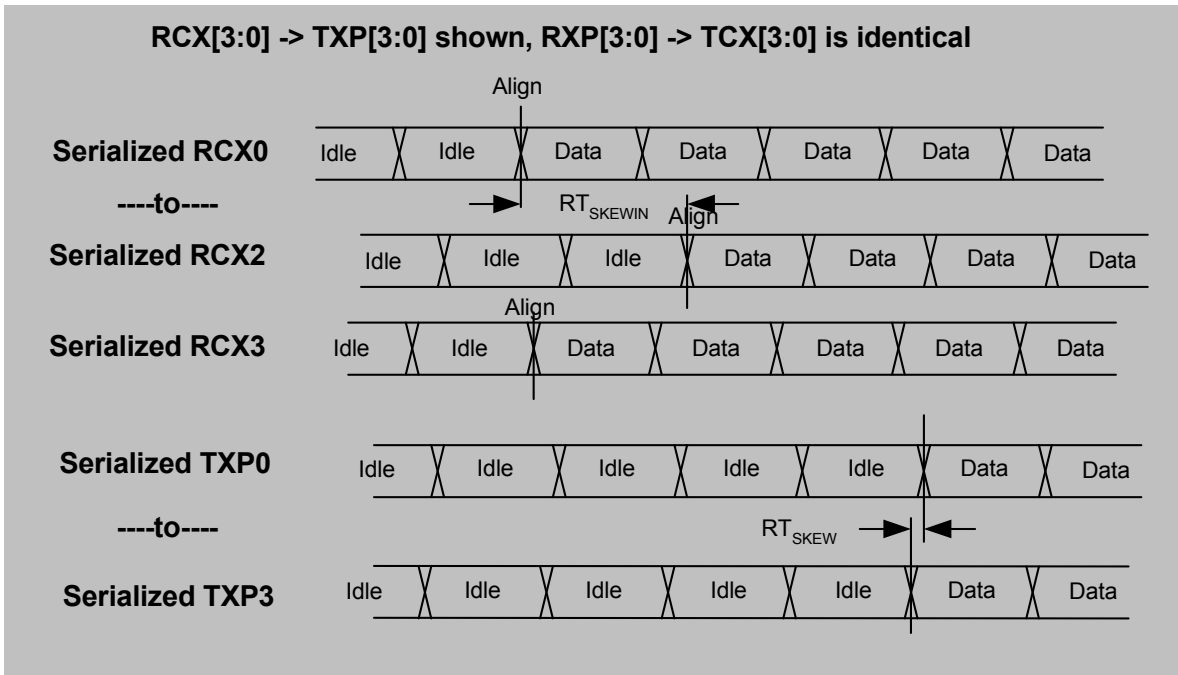 RCX[3:0] -> TXP[3:0] shown, RXP[3:0] -> TCX[3:0] is identical
Align
Serialized RCX0 Idle Idle Data Data Data Data Data
----to---- RTSKEWIN Align
Serialized RCX2 Idle Idle Idle Data Data Data Data
Align
Serialized RCX3 Idle Idle Data Data Data Data Data
Serialized TXP0 Idle Idle Idle Idle Idle Data Data
----to---- RTSKEW
Serialized TXP3 Idle Idle Idle Idle Idle Data Data